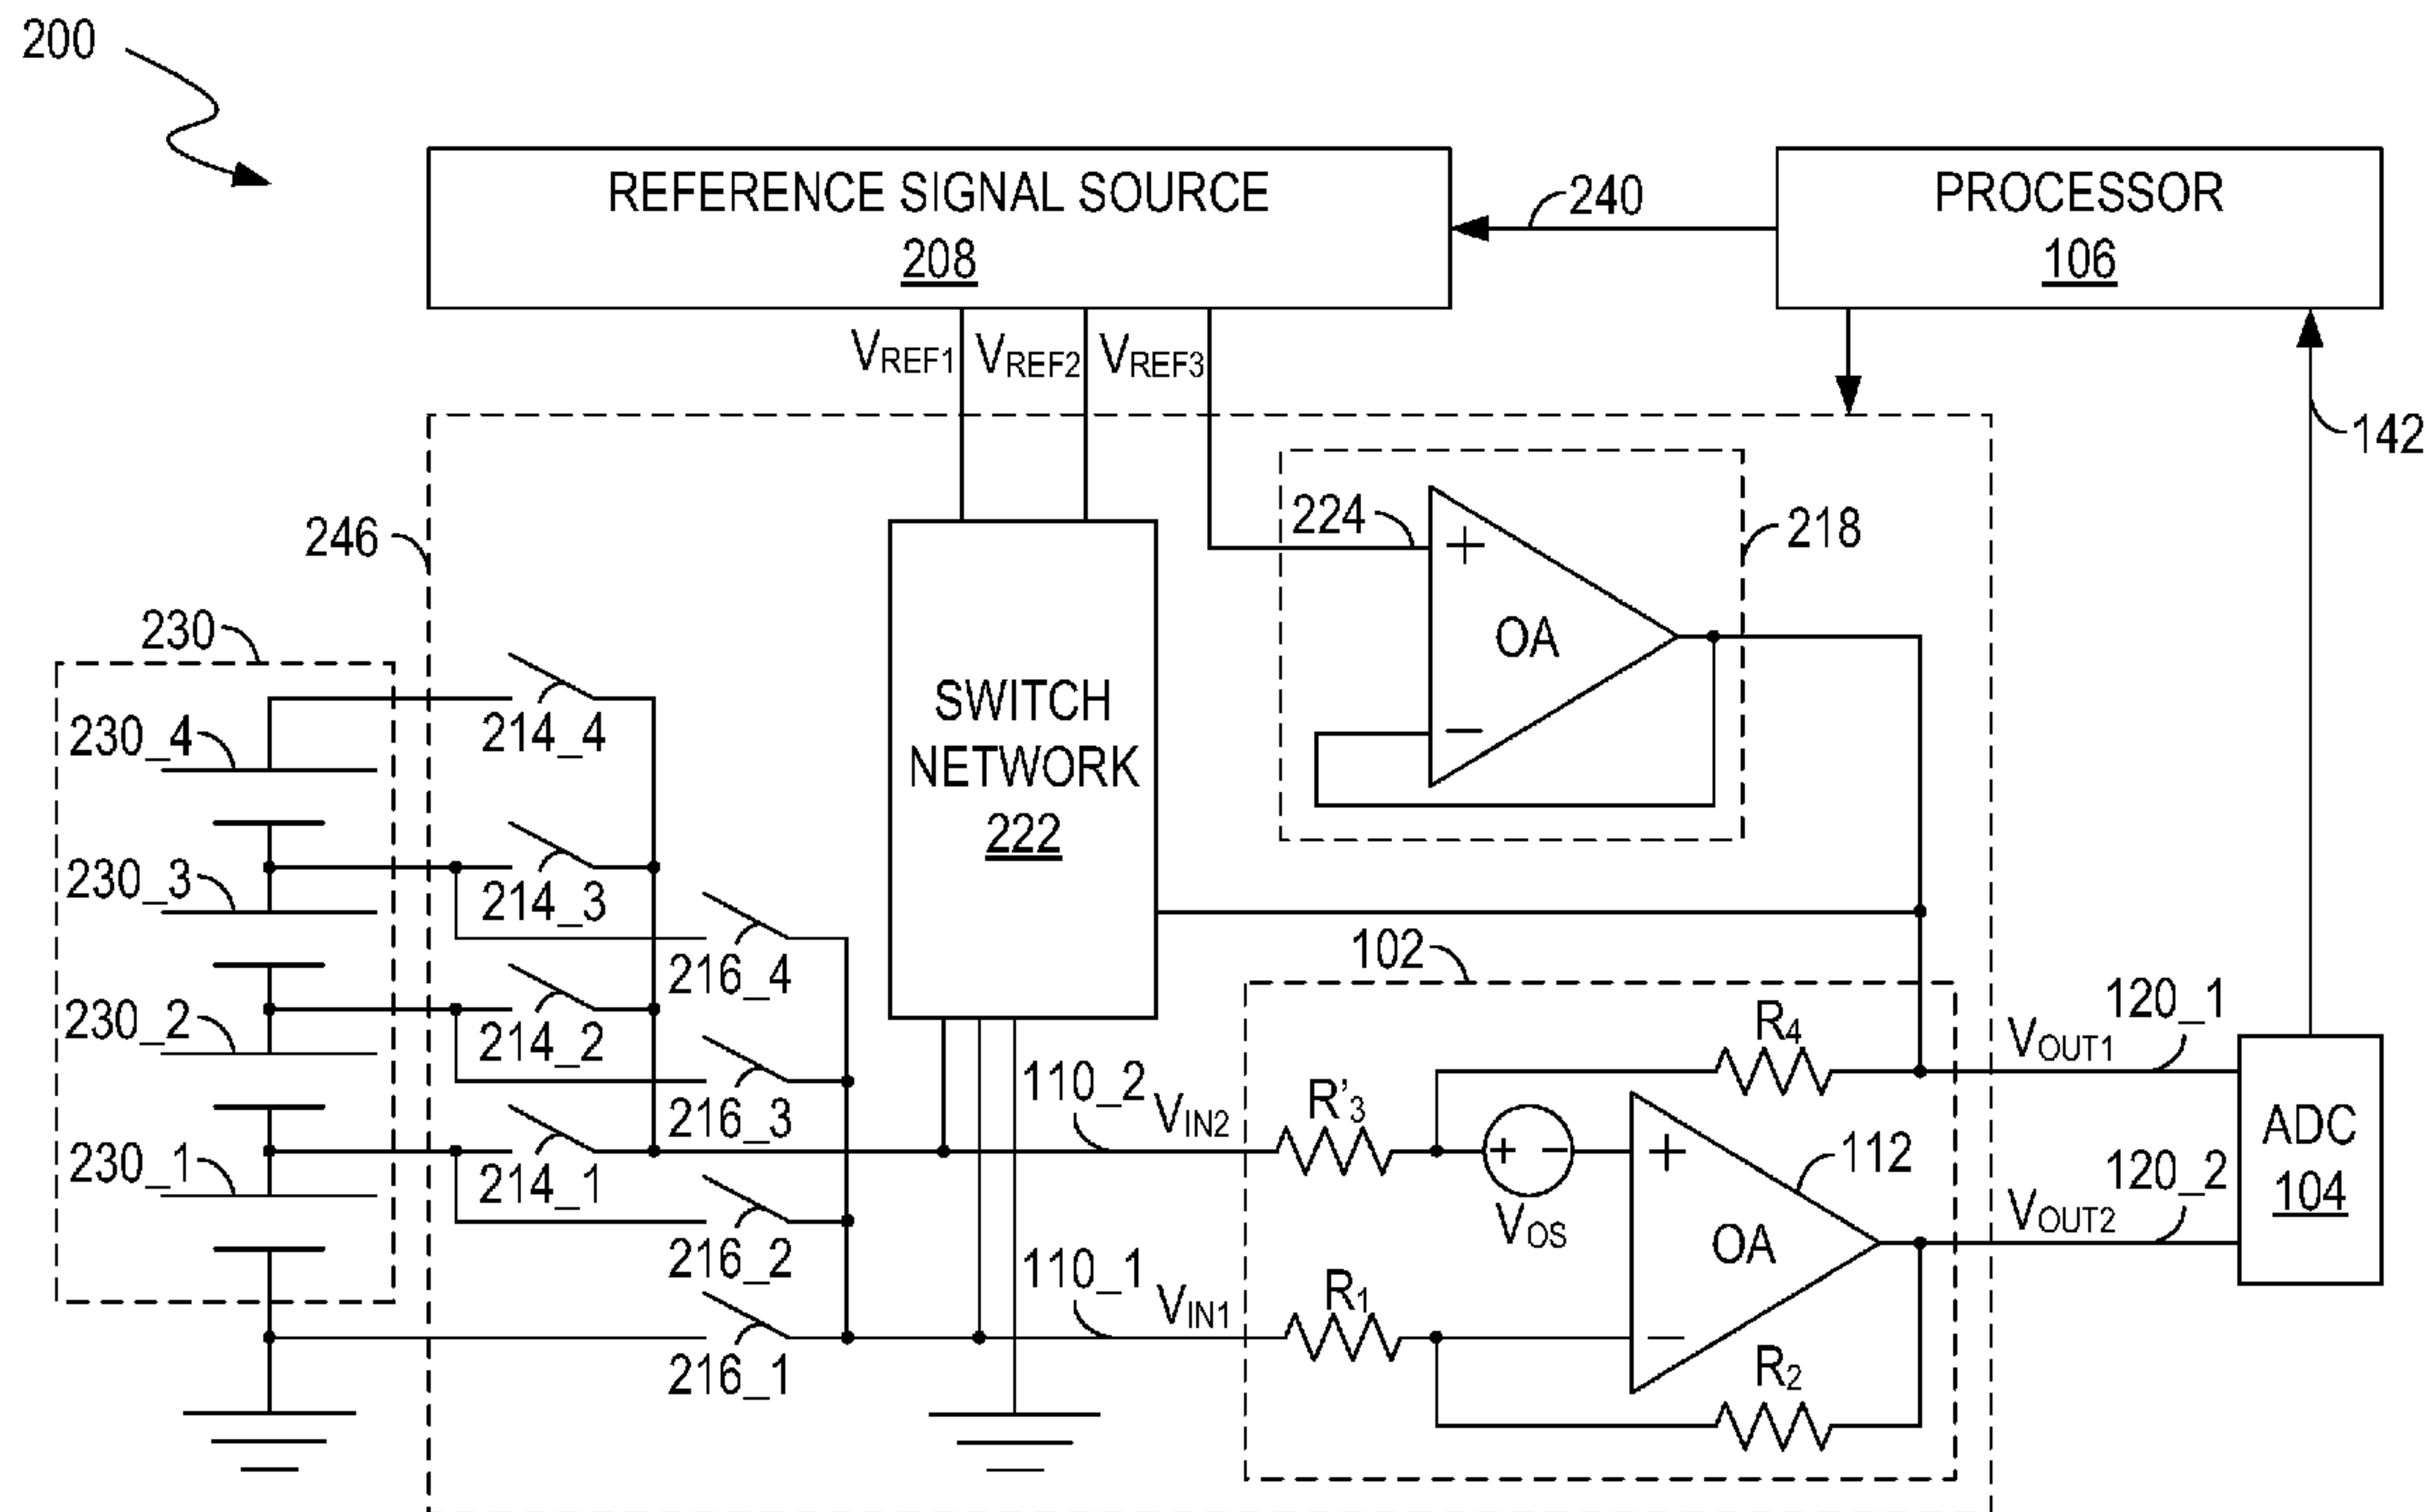 200
REFERENCE SIGNAL SOURCE
208
240
PROCESSOR
106
VREF1 VREF2 VREF3
142
246
224
+
OA
−
218
230
SWITCH
NETWORK
222
230_4
214_4
230_3
214_3
216_4
102
230_2
214_2
216_3
110_2
VIN2
R'3
R4
VOUT1
120_1
+ −
VOS
+
OA
−
112
ADC
104
230_1
214_1
216_2
110_1
VIN1
R1
VOUT2
120_2
216_1
R2